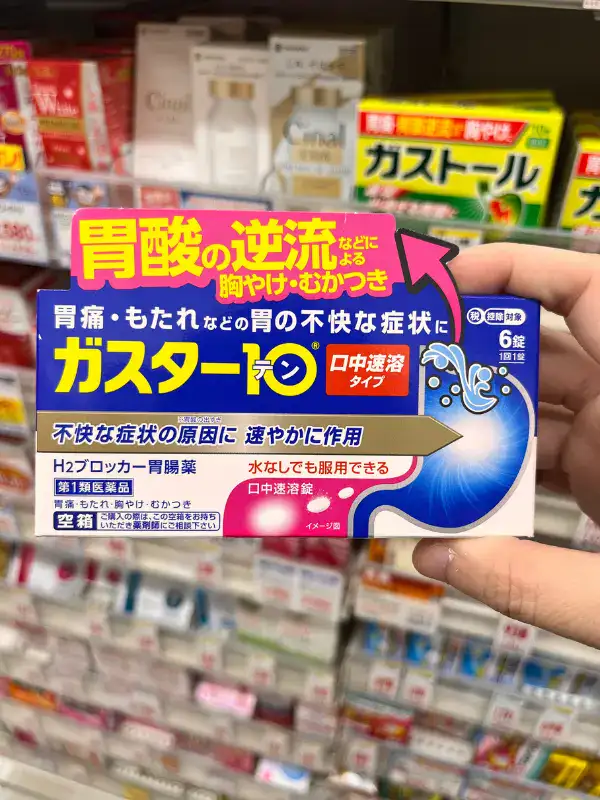 胃酸の逆流などによる
胸やけ・むかつき
胃痛・もたれなどの胃の不快な症状に
ガスター10®
テン
口中速溶
タイプ
税 控除 対象
6錠
1回1錠
不快な症状の原因に 速やかに作用
H2ブロッカー胃腸薬
第1類医薬品
胃痛・もたれ・胸やけ・むかつき
空箱
ご購入の際は、この空箱をお持ち
いただき薬剤師にご相談下さい
水なしでも服用できる
口中速溶錠
イメージ図
Cinal
Cinal
White
胸やけに
ガストール